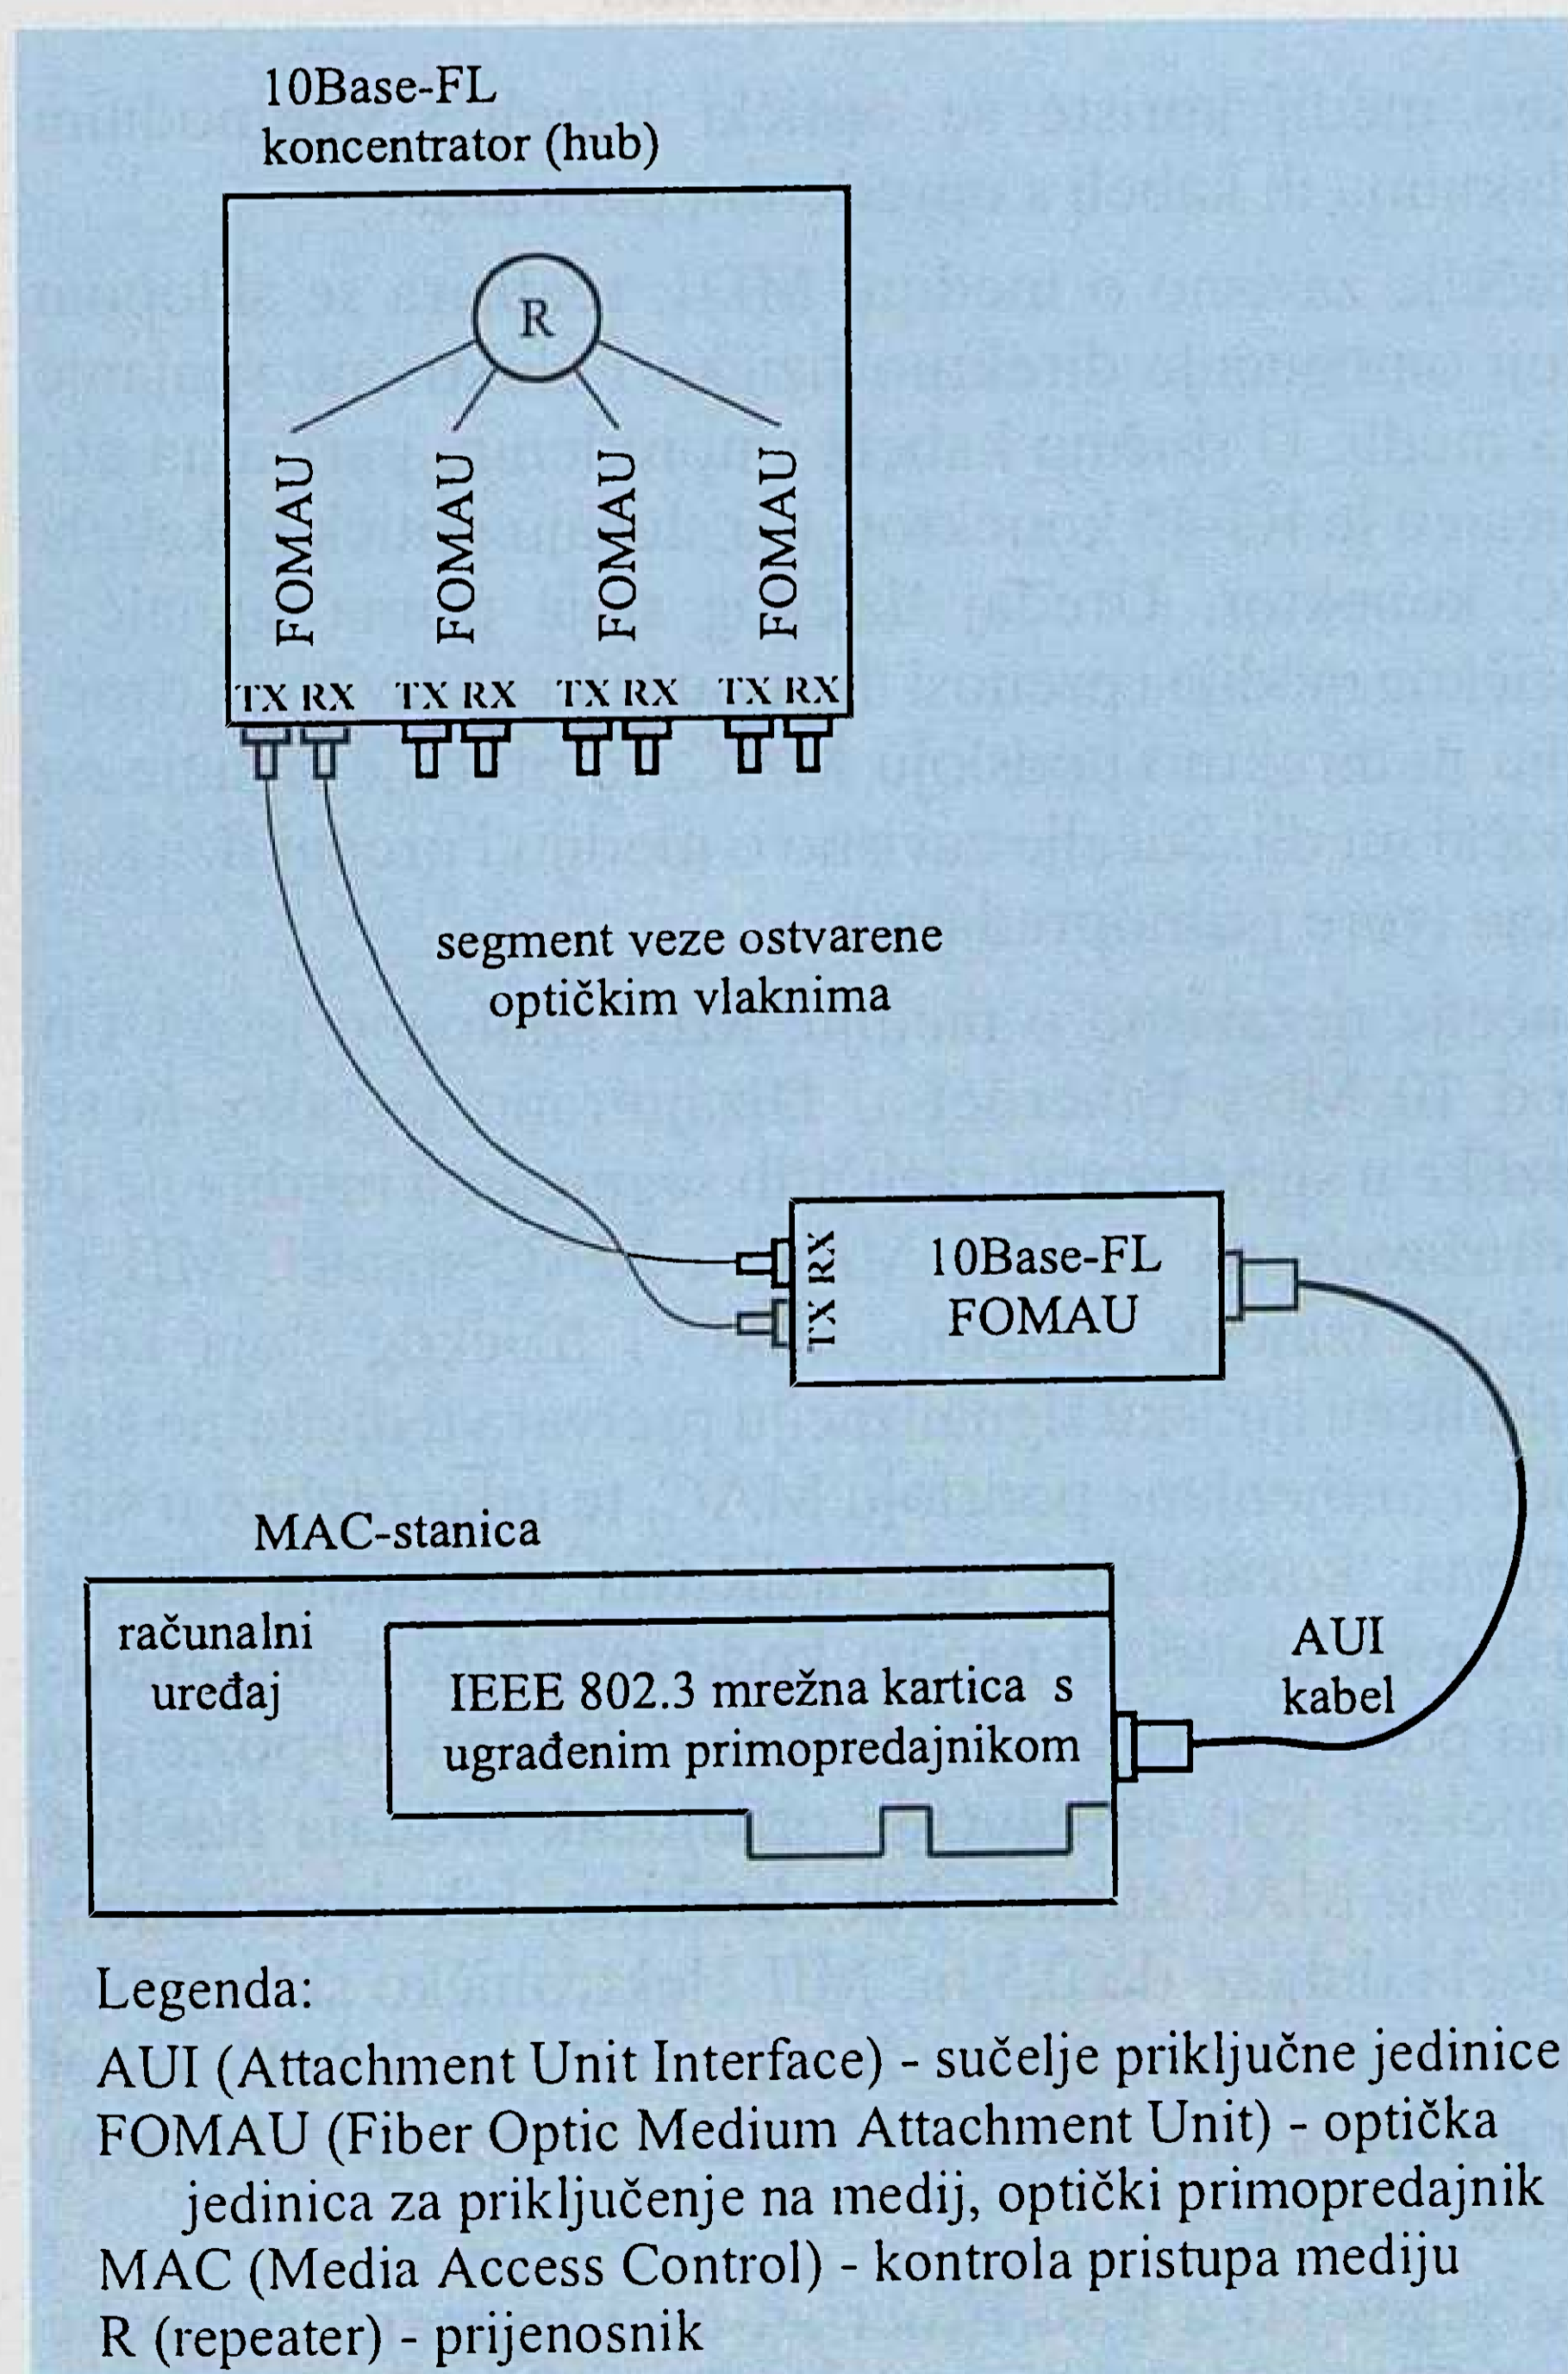 10Base-FL
koncentrator (hub)
R
FOMAU FOMAU FOMAU FOMAU
TX RX TX RX TX RX TX RX
segment veze ostvarene
optičkim vlaknima
RX
TX
10Base-FL
FOMAU
MAC-stanica
računalni
uređaj
IEEE 802.3 mrežna kartica s
ugrađenim primopredajnikom
AUI
kabel
Legenda:
AUI (Attachment Unit Interface) - sučelje priključne jedinice
FOMAU (Fiber Optic Medium Attachment Unit) - optička
jedinica za priključenje na medij, optički primopredajnik
MAC (Media Access Control) - kontrola pristupa mediju
R (repeater) - prijenosnik